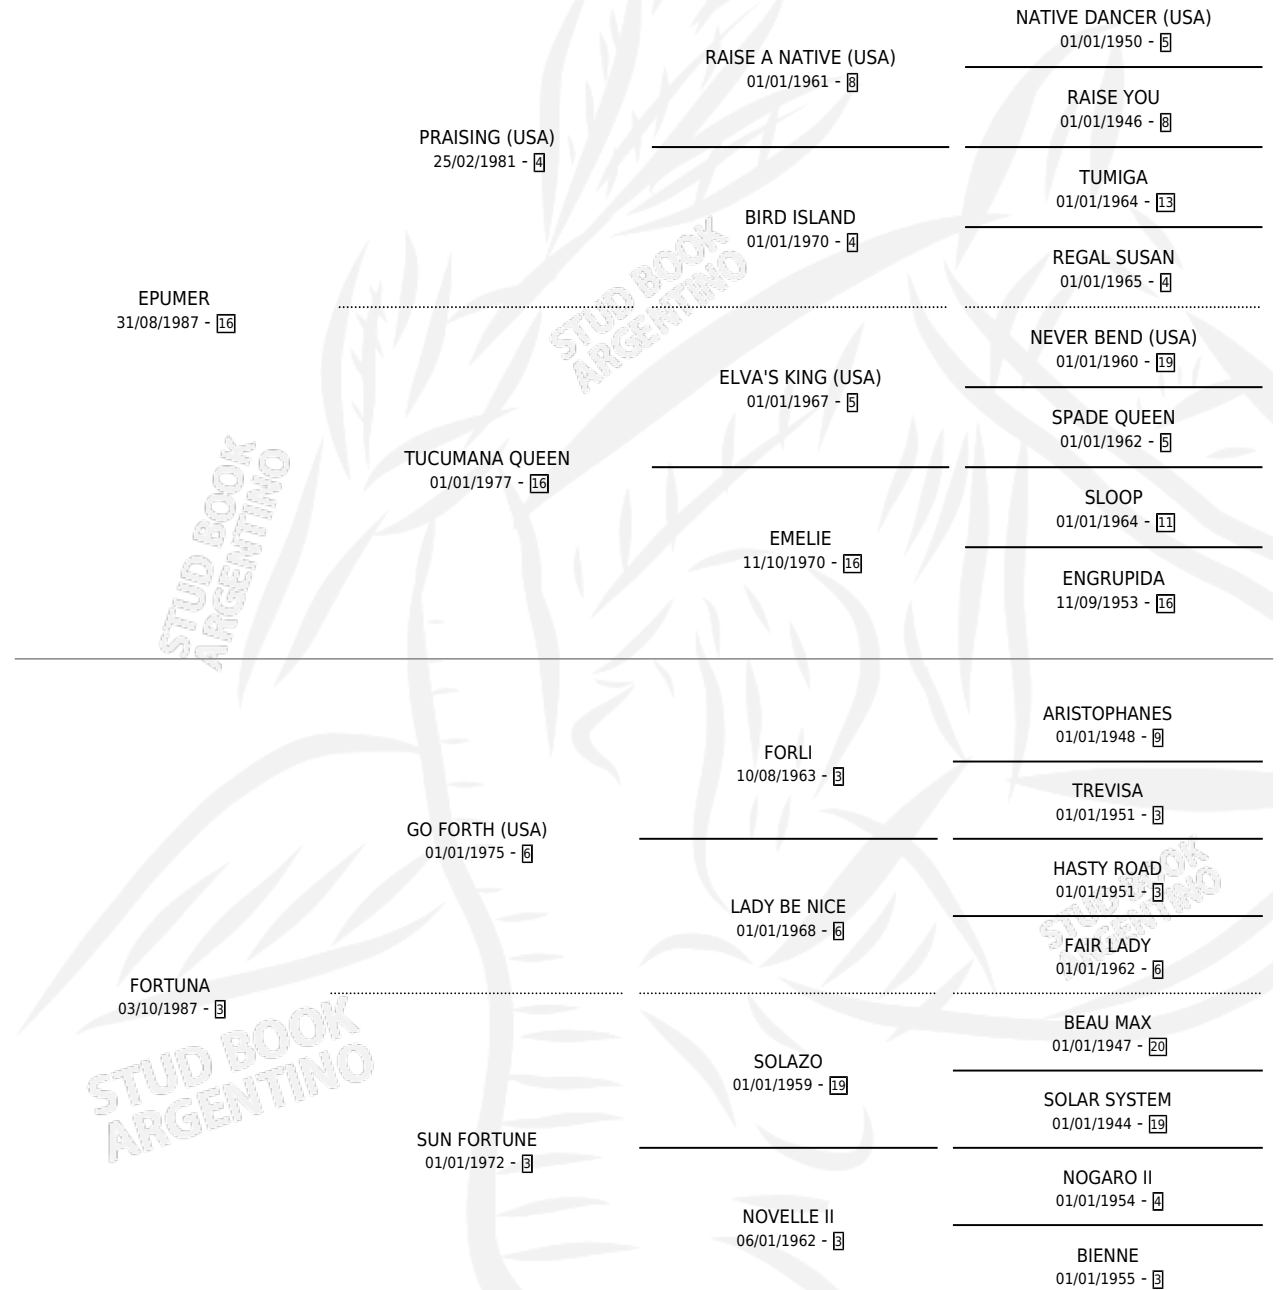 NATIVE DANCER (USA)
01/01/1950 - 5
RAISE A NATIVE (USA)
01/01/1961 - 8
RAISE YOU
01/01/1946 - 8
PRAISING (USA)
25/02/1981 - 4
TUMIGA
01/01/1964 - 13
BIRD ISLAND
01/01/1970 - 4
REGAL SUSAN
01/01/1965 - 4
EPUMER
31/08/1987 - 16
STUD BOOK
ARGENTINO
NEVER BEND (USA)
01/01/1960 - 19
ELVA'S KING (USA)
01/01/1967 - 5
SPADE QUEEN
01/01/1962 - 5
TUCUMANA QUEEN
01/01/1977 - 16
SLOOP
01/01/1964 - 11
EMELIE
11/10/1970 - 16
ENGRUPIDA
11/09/1953 - 16
STUD BOOK
ARGENTINO
ARISTOPHANES
01/01/1948 - 9
FORLI
10/08/1963 - 3
TREVISA
01/01/1951 - 3
GO FORTH (USA)
01/01/1975 - 6
HASTY ROAD
01/01/1951 - 3
LADY BE NICE
01/01/1968 - 6
FAIR LADY
01/01/1962 - 6
STUD BOOK
ARGENTINO
FORTUNA
03/10/1987 - 3
BEAU MAX
01/01/1947 - 20
SOLAZO
01/01/1959 - 19
SOLAR SYSTEM
01/01/1944 - 19
STUD BOOK
ARGENTINO
SUN FORTUNE
01/01/1972 - 3
NOGARO II
01/01/1954 - 4
NOVELLE II
06/01/1962 - 3
BIENNE
01/01/1955 - 3